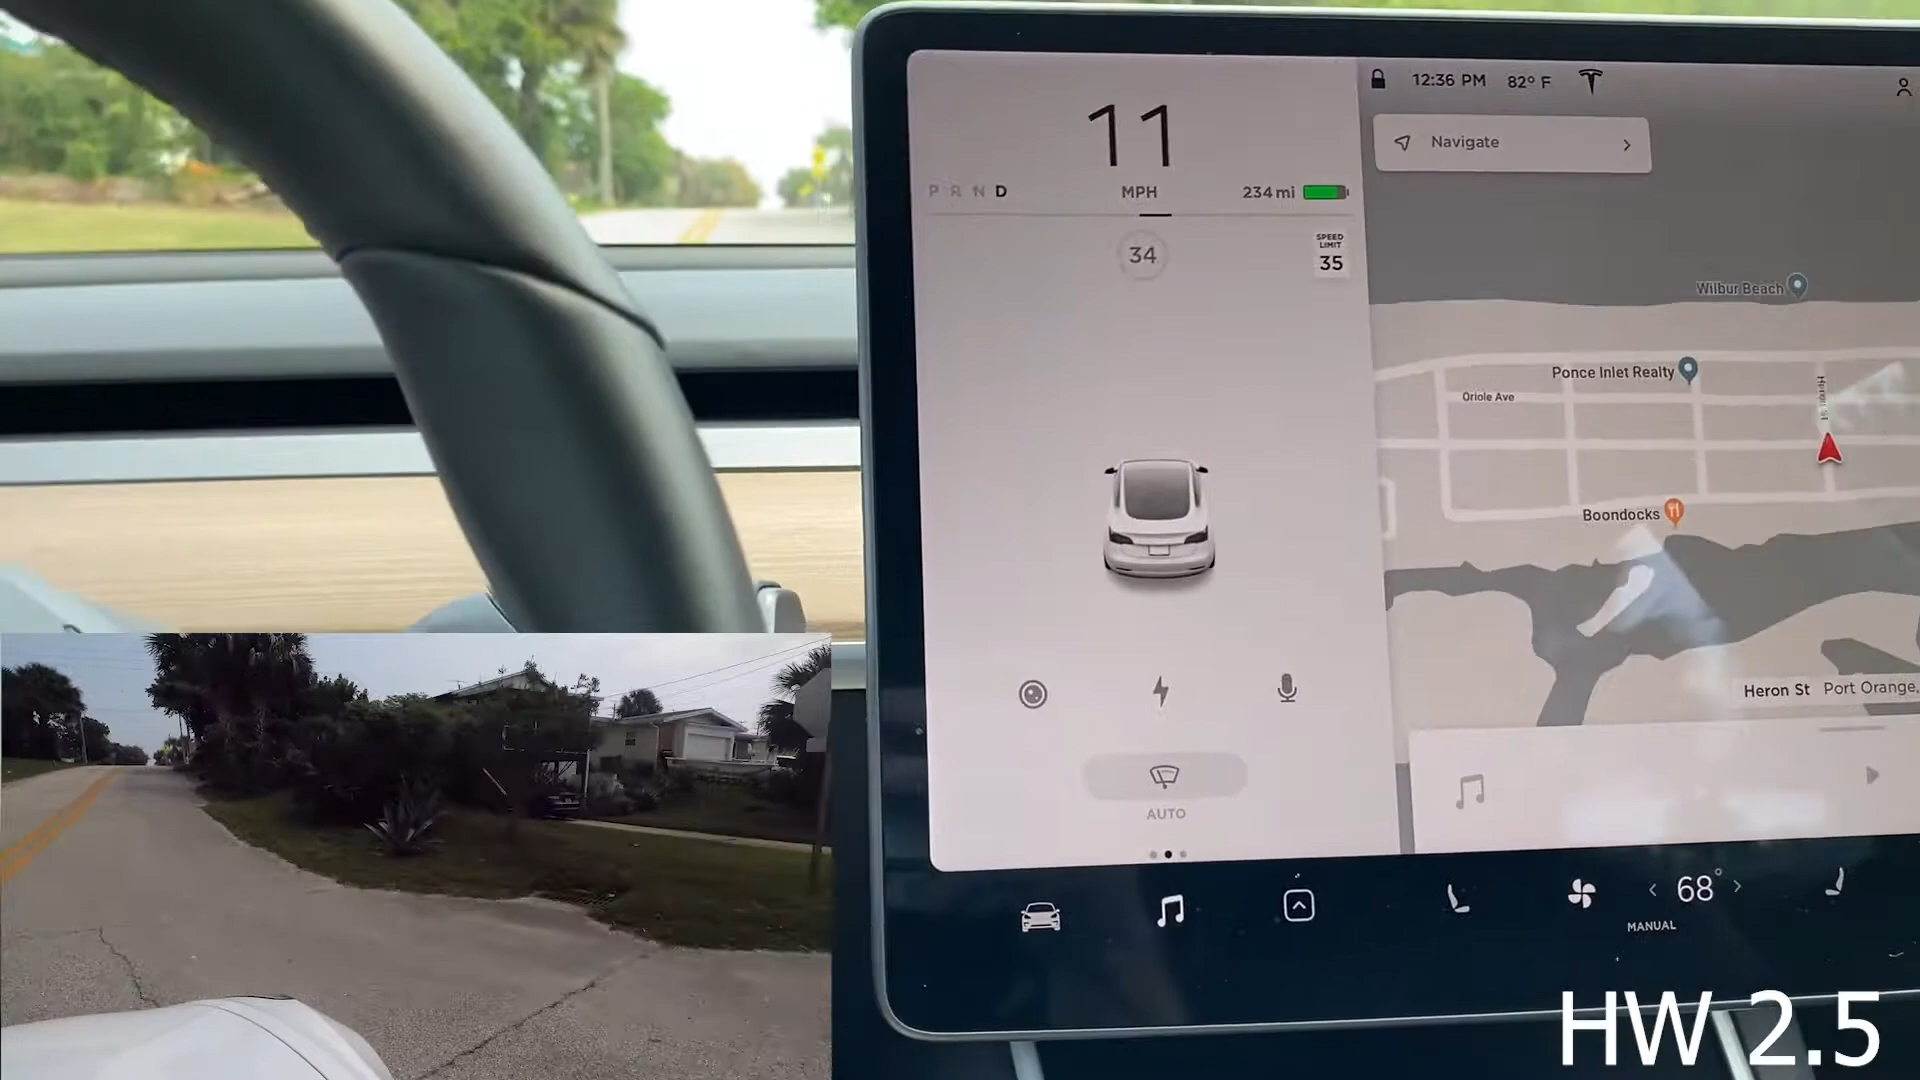 11
P R N D
MPH
234 mi
34
SPEED
LIMIT
35
12:36 PM 82° F
Navigate
Wilbur Beach
Ponce Inlet Realty
Oriole Ave
Boondocks
Heron St Port Orange,
AUTO
68°
MANUAL
HW 2.5